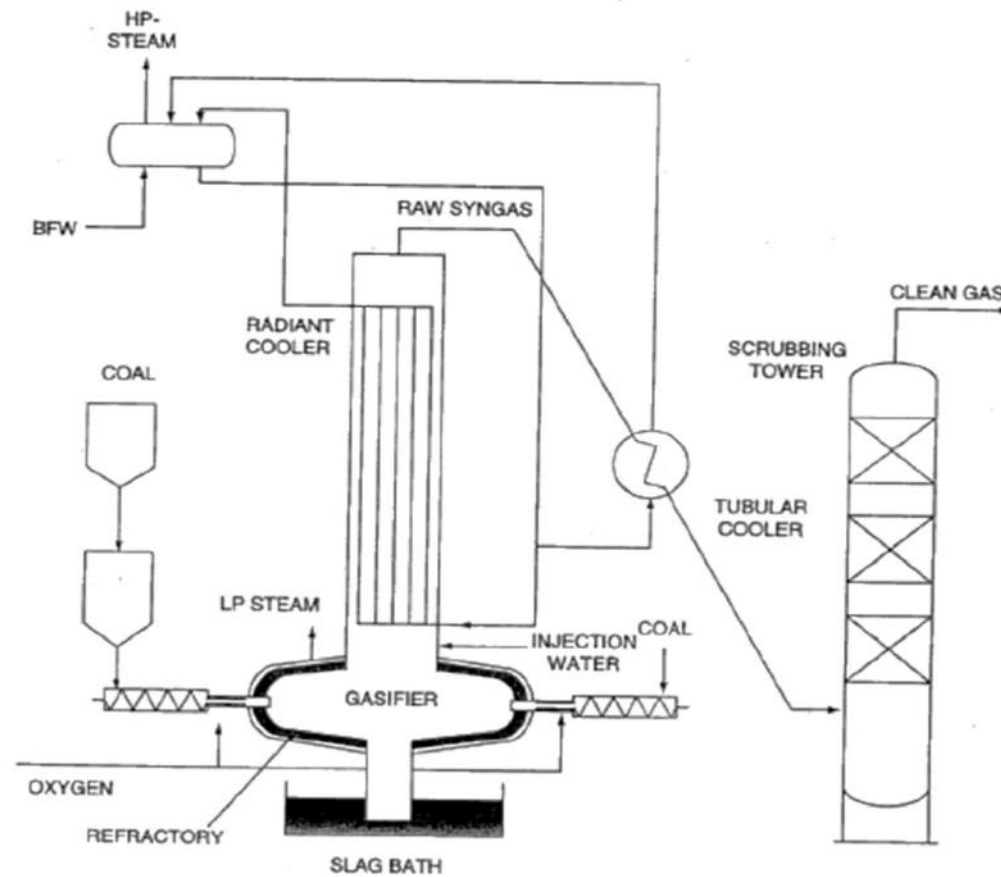 HP-
STEAM
BFW
RAW SYNGAS
CLEAN GAS
RADIANT
COOLER
SCRUBBING
TOWER
COAL
TUBULAR
COOLER
LP STEAM
INJECTION
WATER
COAL
GASIFIER
OXYGEN
REFRACTORY
SLAG BATH